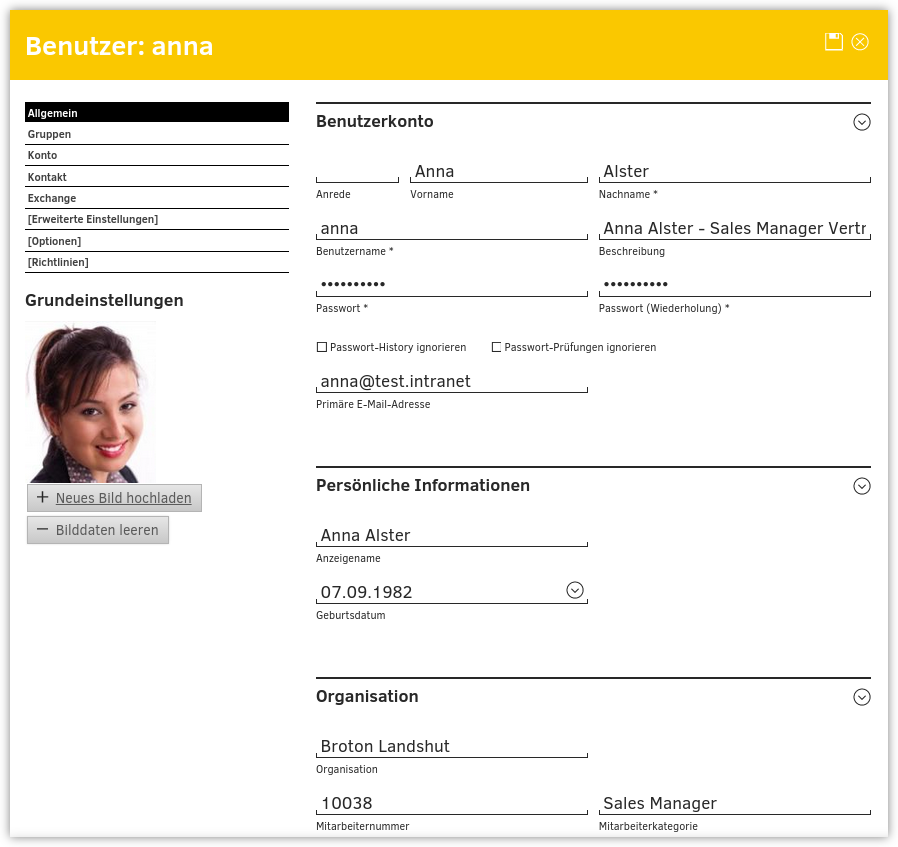 Benutzer: anna
Allgemein
Gruppen
Konto
Kontakt
Exchange
[Erweiterte Einstellungen]
[Optionen]
[Richtlinien]
Grundeinstellungen
Neues Bild hochladen
Bilddaten leeren
Benutzerkonto
Anna Alster
Anrede Vorname Nachname *
anna Anna Alster - Sales Manager Vertr
Benutzername * Beschreibung
•••••••••• ••••••••••
Passwort * Passwort (Wiederholung) *
Passwort-History ignorieren Passwort-Prüfungen ignorieren
anna@test.intranet
Primäre E-Mail-Adresse
Persönliche Informationen
Anna Alster
Anzeigename
07.09.1982
Geburtsdatum
Organisation
Broton Landshut
Organisation
10038 Sales Manager
Mitarbeiternummer Mitarbeiterkategorie